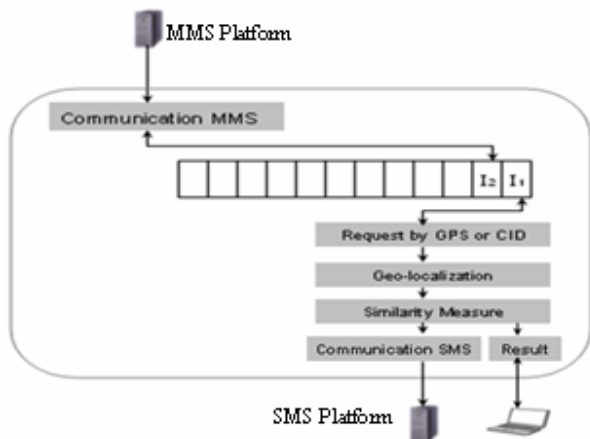 MMS Platform
Communication MMS
I₂ I₁
Request by GPS or CID
Geo-localization
Similarity Measure
Communication SMS Result
SMS Platform